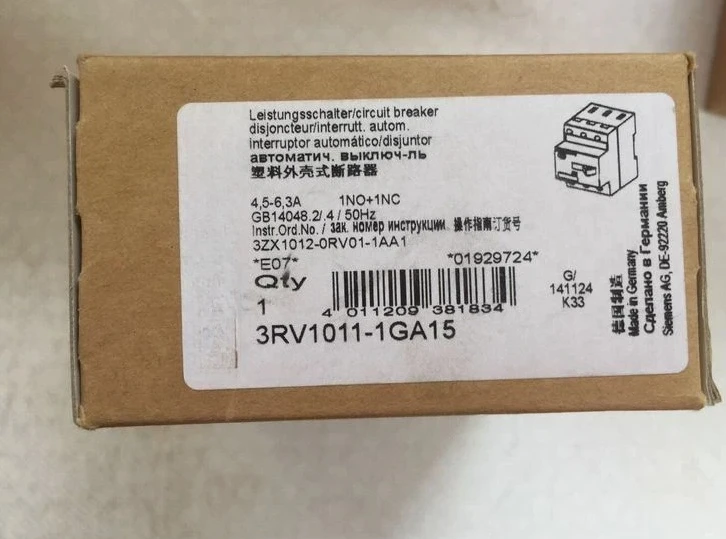 Leistungsschalter/circuit breaker
disjoncteur/interrutt. autom.
interruptor automático/disjuntor
автоматич. выключ-ль
塑料外壳式断路器
4,5-6,3A 1NO+1NC
GB14048.2/.4 / 50Hz
Instr.Ord.No./ зак. номер инструкции 操作指南订货号
3ZX1012-0RV01-1AA1
*E07* *01929724*
Qty
1
4 011209 381834
3RV1011-1GA15
G/
141124
K33
德国制造
Made in Germany
Сделано в Германии
Siemens AG, DE-92220 Amberg